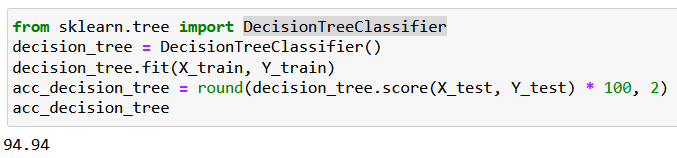 from sklearn.tree import DecisionTreeClassifier
decision_tree = DecisionTreeClassifier()
decision_tree.fit(X_train, Y_train)
acc_decision_tree = round(decision_tree.score(X_test, Y_test) * 100, 2)
acc_decision_tree
94.94